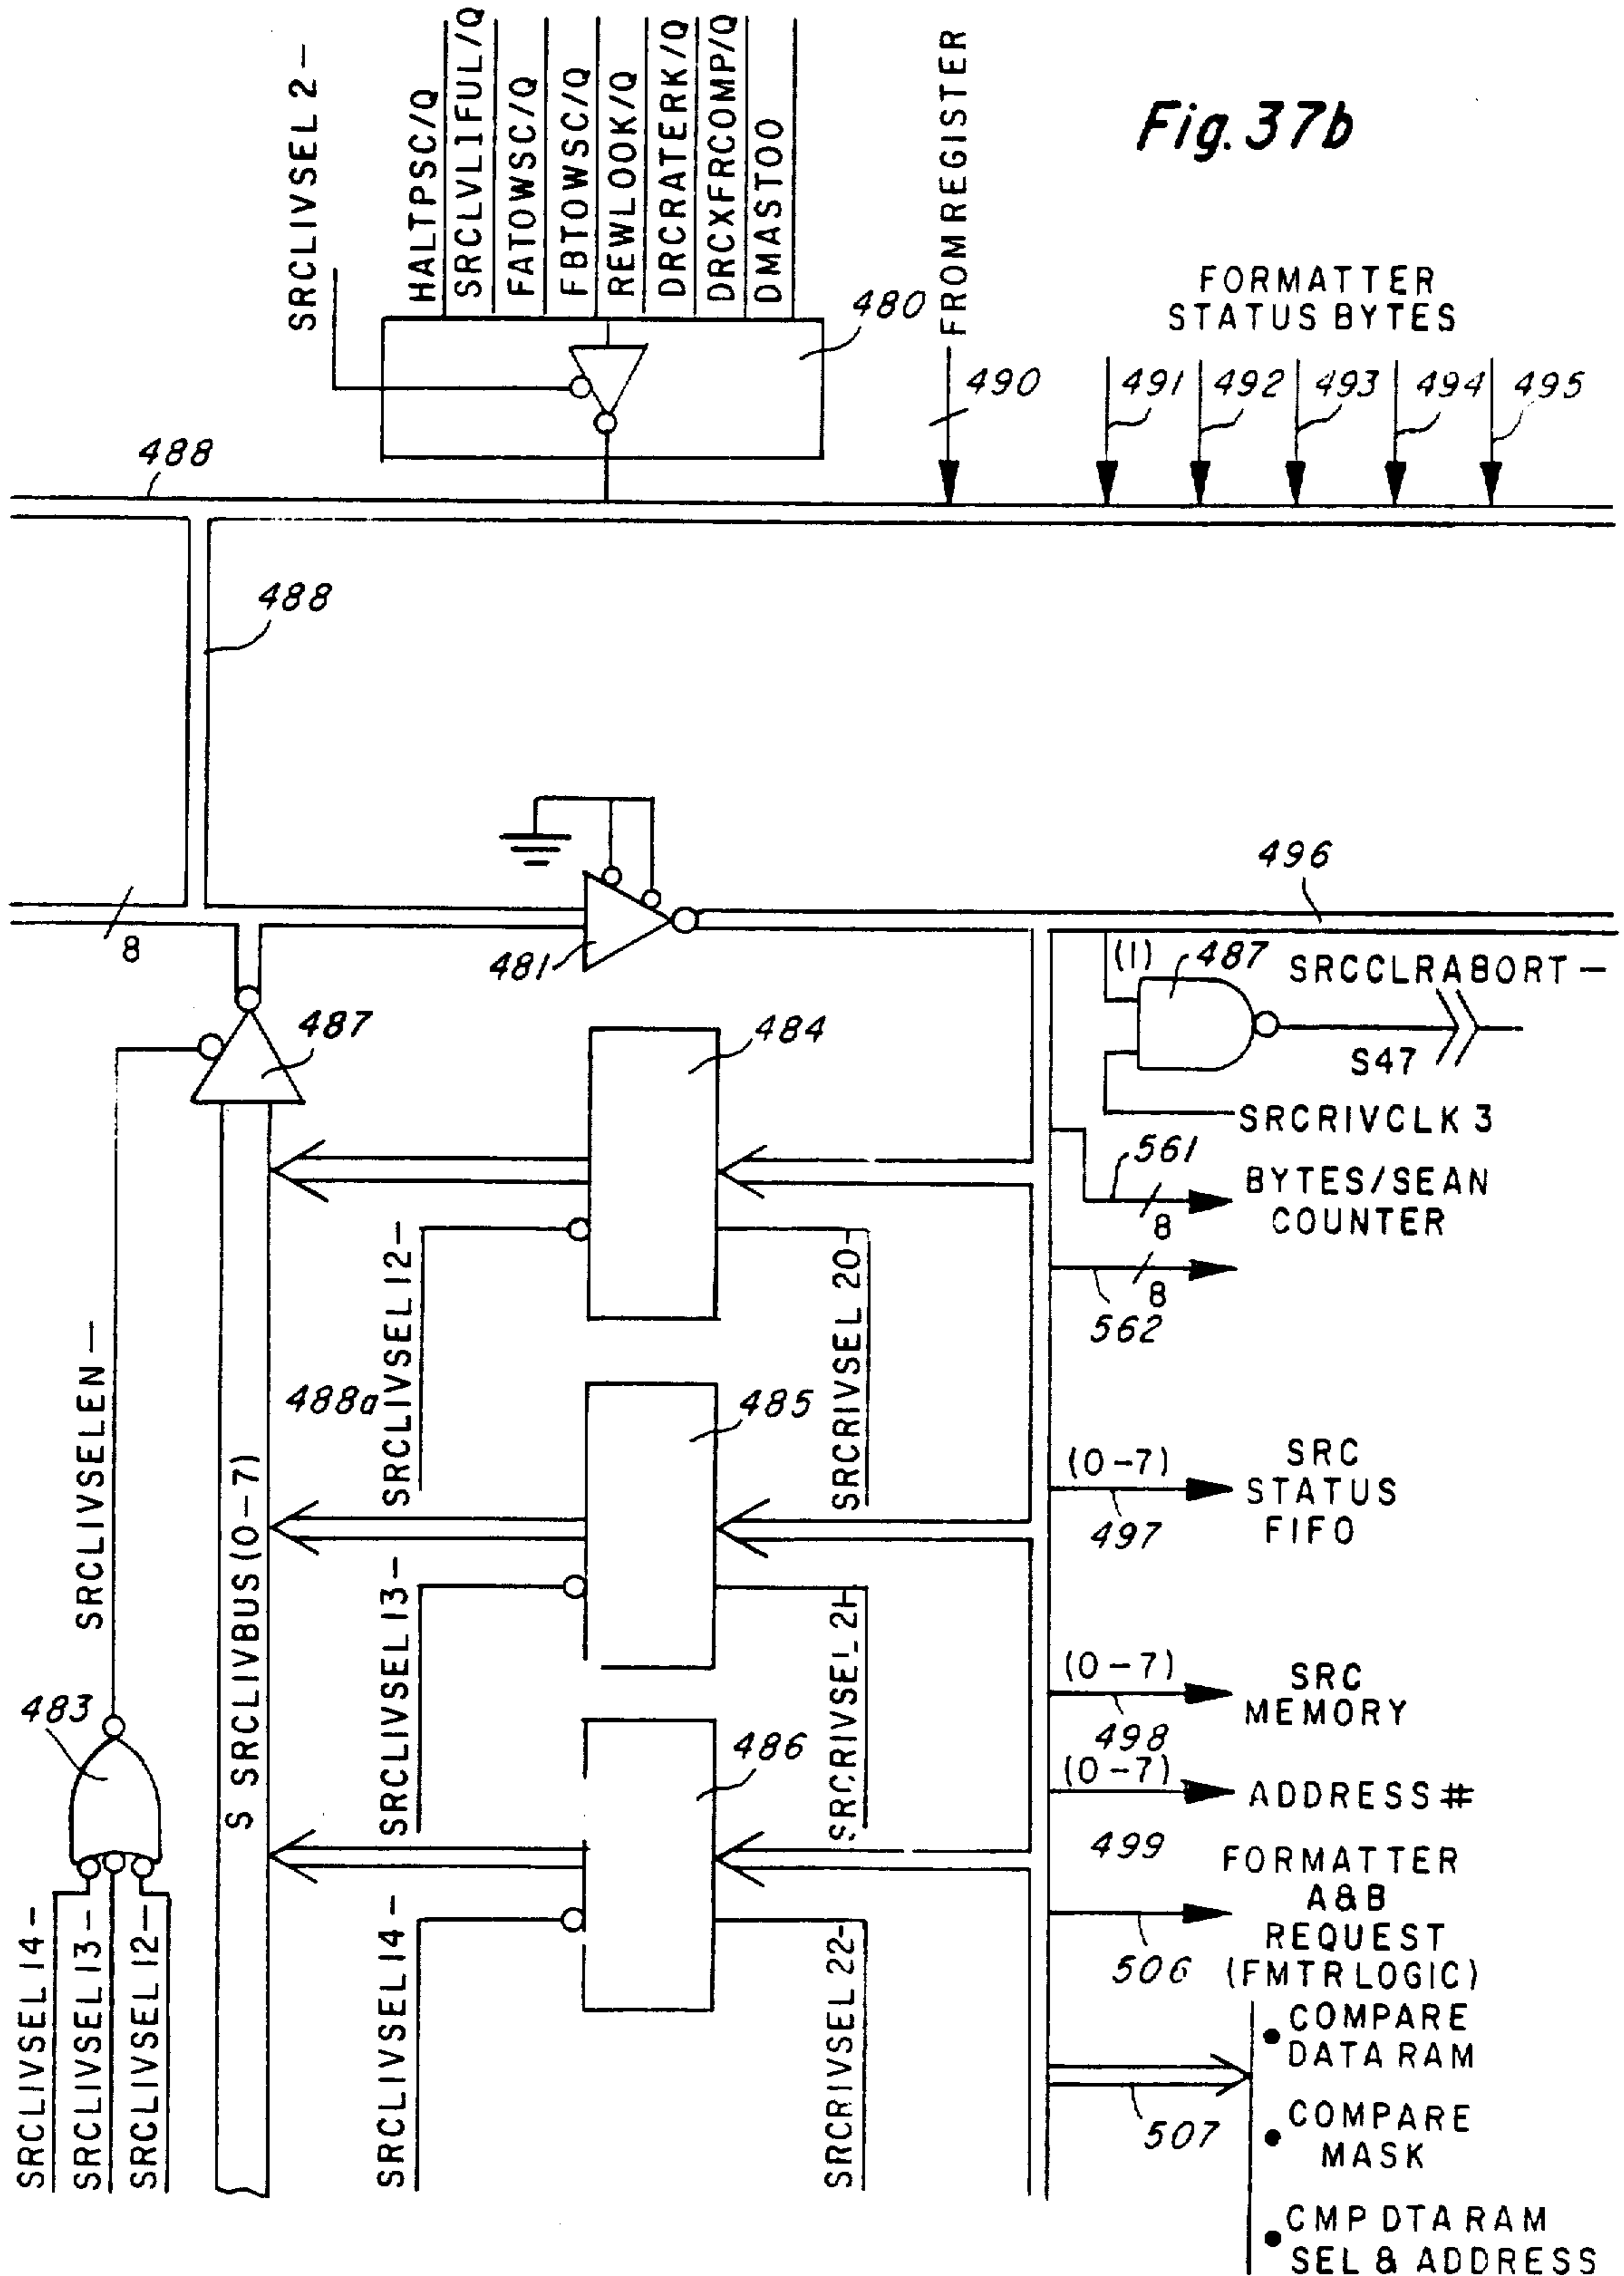 Fig. 37b
SRCLIVSEL 2-
HALTPSC/Q
SRCLVLIFUL/Q
FATOWSC/Q
FBTOWSC/Q
REWLOOK/Q
DRCRATERK/Q
DRCXFRCOMP/Q
DMASTOO
FROM REGISTER
FORMATTER
STATUS BYTES
480
490
491
492
493
494
495
488
488
8
481
496
(1)
487
SRCCLRABORT-
S47
SRCRIVCLK 3
487
484
561
8
BYTES/SEAN
COUNTER
8
562
SRCLIVSEL 12-
SRCRIVSEL 20-
SRCLIVSELEN-
488a
485
(0-7)
497
SRC
STATUS
FIFO
S SRCLIVBUS (0-7)
SRCLIVSEL 13-
SRCRIVSEL 21-
483
486
(0-7)
498
SRC
MEMORY
(0-7)
ADDRESS #
499
FORMATTER
A&B
REQUEST
(FMTR LOGIC)
506
SRCLIVSEL 14-
SRCLIVSEL 13-
SRCLIVSEL 12-
SRCLIVSEL 14-
SRCRIVSEL 22-
507
• COMPARE
DATA RAM
• COMPARE
MASK
• CMP DTA RAM
SEL & ADDRESS